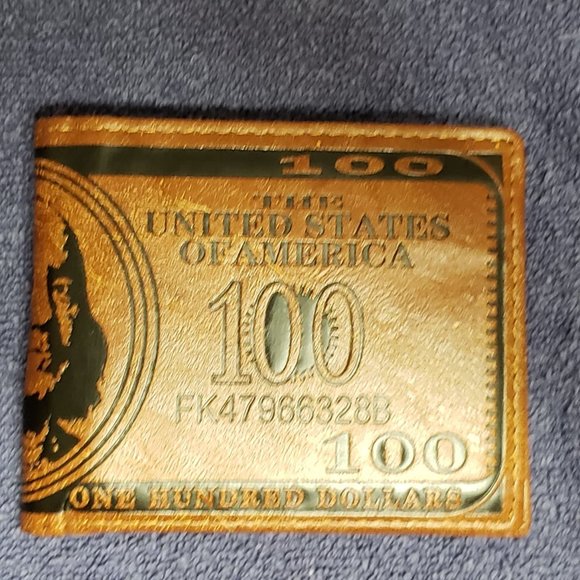 100
THE
UNITED STATES
OF AMERICA
100
FK47966328B
100
ONE HUNDRED DOLLARS